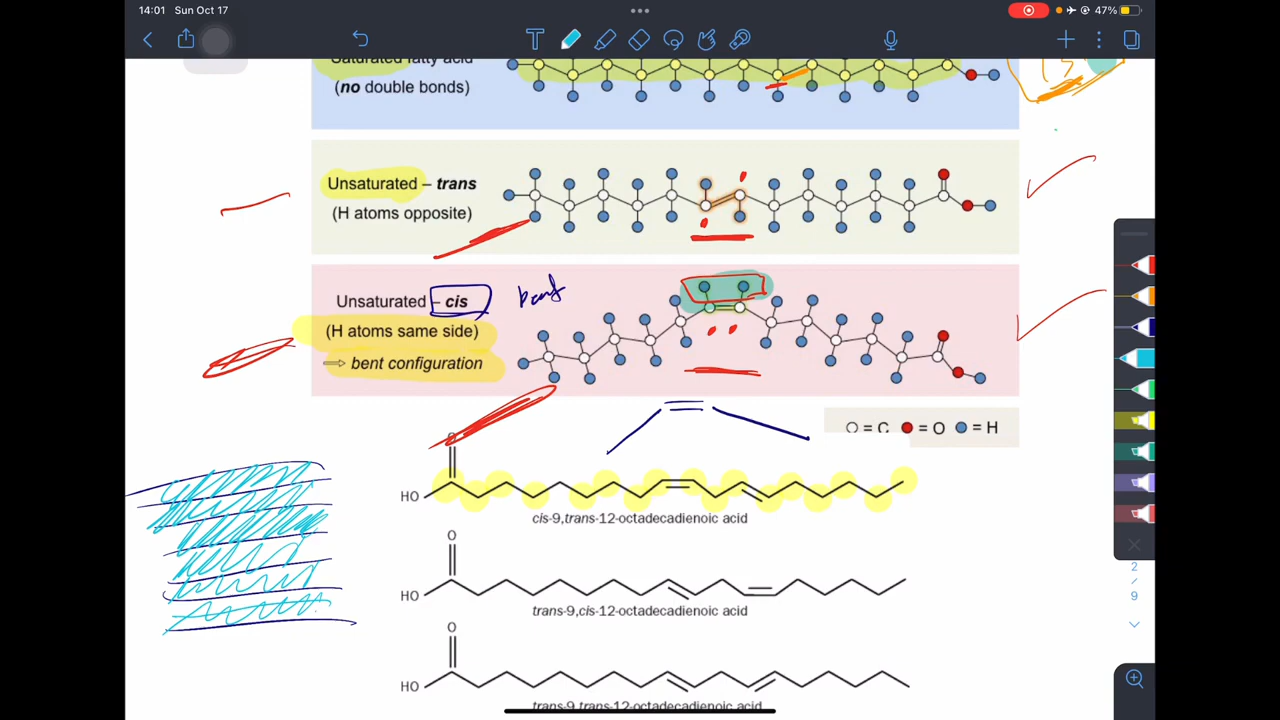 14:01 Sun Oct 17
47%
Saturated fatty acid
(no double bonds)
Unsaturated – trans
(H atoms opposite)
Unsaturated – cis
bent
(H atoms same side)
⇒ bent configuration
= C = O = H
O
HO
cis-9,trans-12-octadecadienoic acid
O
HO
trans-9,cis-12-octadecadienoic acid
O
HO
trans-9,trans-12-octadecadienoic acid
2
/
9